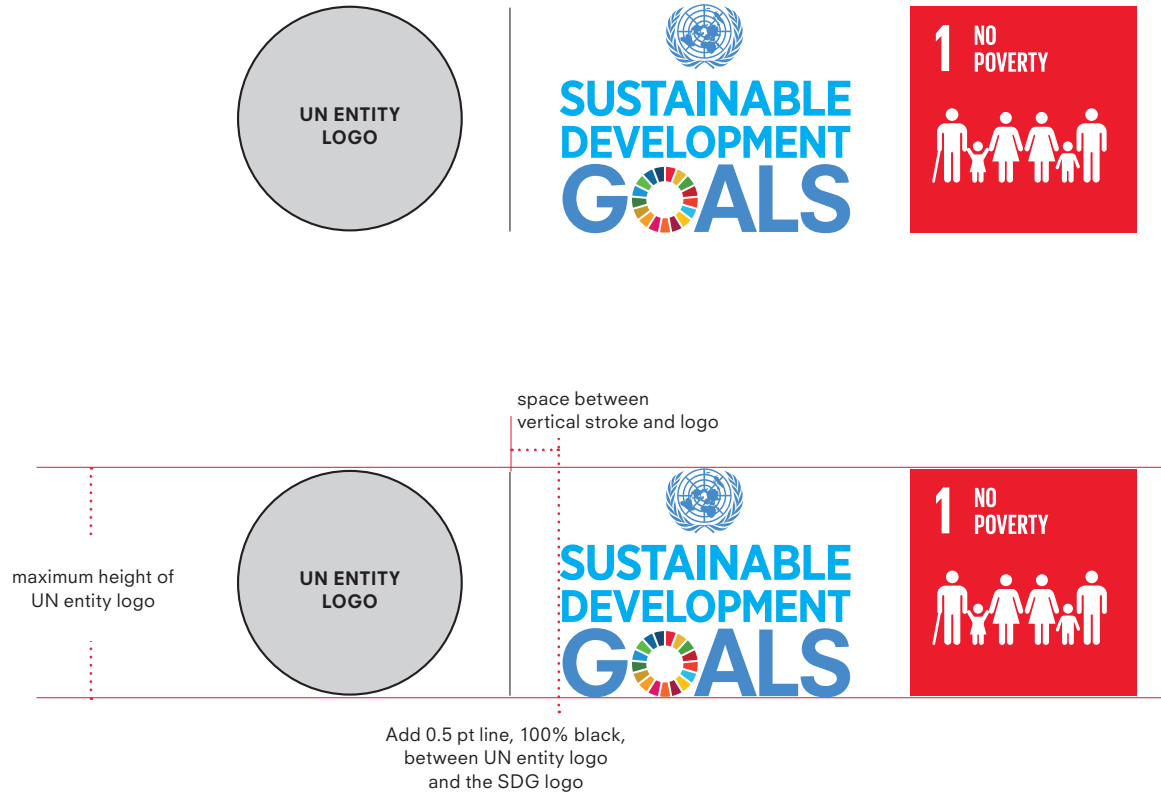 UN ENTITY
LOGO
SUSTAINABLE
DEVELOPMENT
GOALS
1 NO
POVERTY
space between
vertical stroke and logo
maximum height of
UN entity logo
UN ENTITY
LOGO
SUSTAINABLE
DEVELOPMENT
GOALS
1 NO
POVERTY
Add 0.5 pt line, 100% black,
between UN entity logo
and the SDG logo